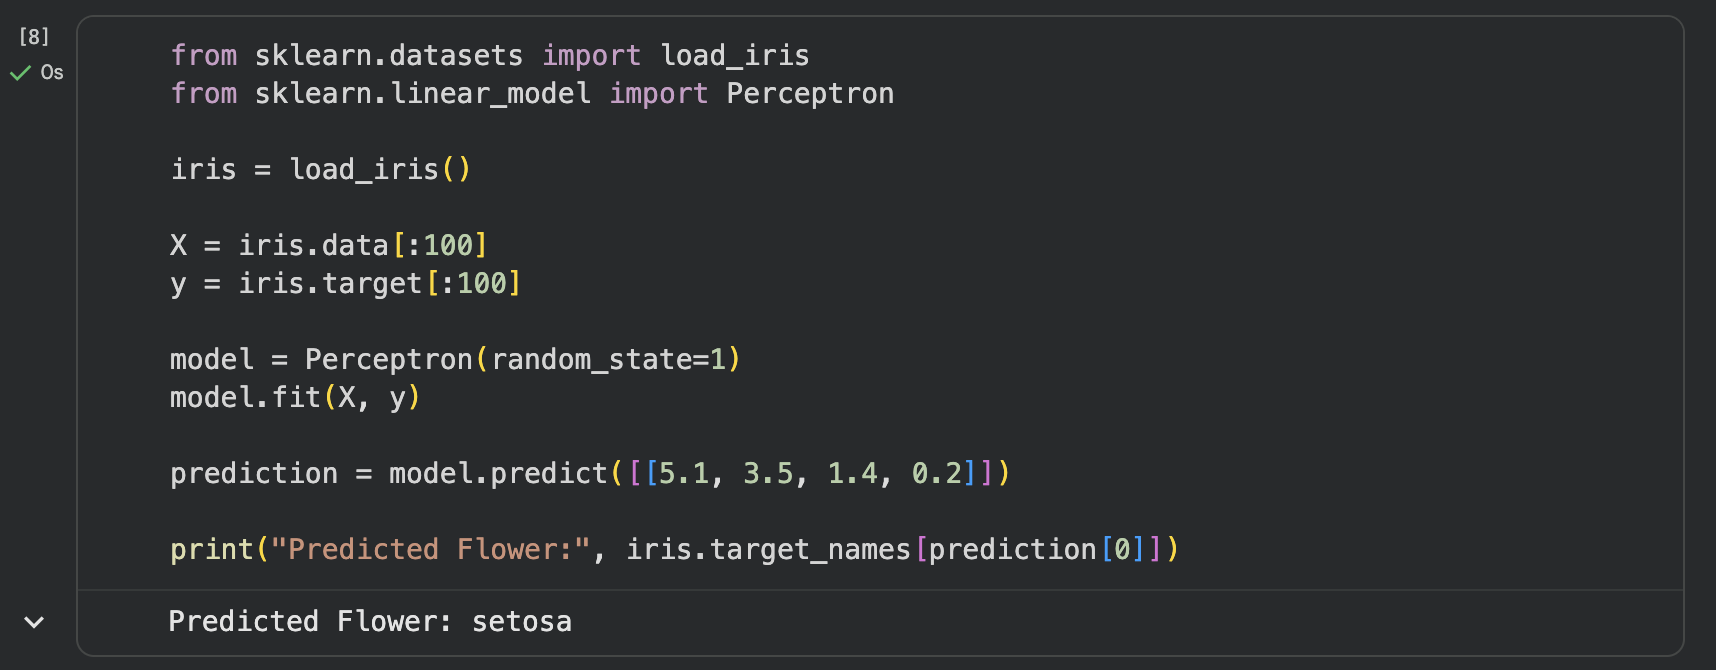 [8]
0s
from sklearn.datasets import load_iris
from sklearn.linear_model import Perceptron
iris = load_iris()
X = iris.data[:100]
y = iris.target[:100]
model = Perceptron(random_state=1)
model.fit(X, y)
prediction = model.predict([[5.1, 3.5, 1.4, 0.2]])
print("Predicted Flower:", iris.target_names[prediction[0]])
Predicted Flower: setosa